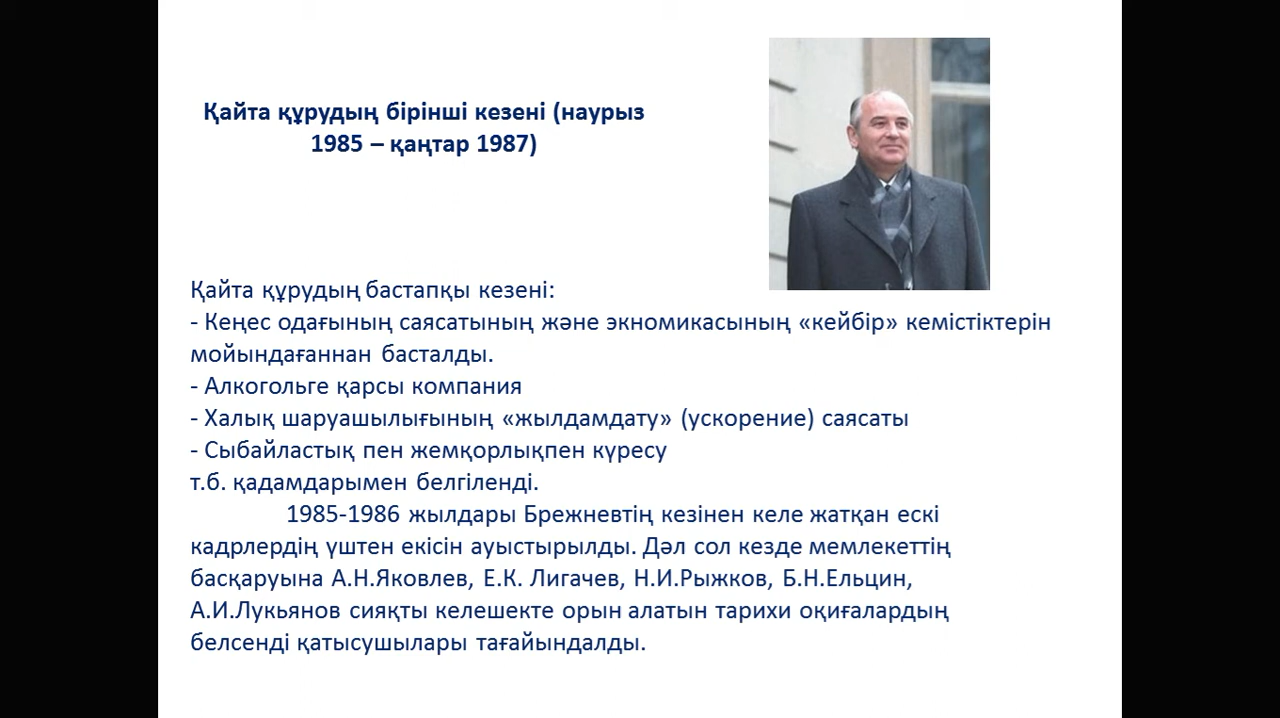 Қайта құрудың бірінші кезені (наурыз
1985 – қаңтар 1987)
Қайта құрудың бастапқы кезені:
- Кеңес одағының саясатының және экномикасының «кейбір» кемістіктерін
мойындағаннан басталды.
- Алкогольге қарсы компания
- Халық шаруашылығының «жылдамдату» (ускорение) саясаты
- Сыбайластық пен жемқорлықпен күресу
т.б. қадамдарымен белгіленді.
1985-1986 жылдары Брежневтің кезінен келе жатқан ескі
кадрлердің үштен екісін ауыстырылды. Дәл сол кезде мемлекеттің
басқаруына А.Н.Яковлев, Е.К. Лигачев, Н.И.Рыжков, Б.Н.Ельцин,
А.И.Лукьянов сияқты келешекте орын алатын тарихи оқиғалардың
белсенді қатысушылары тағайындалды.